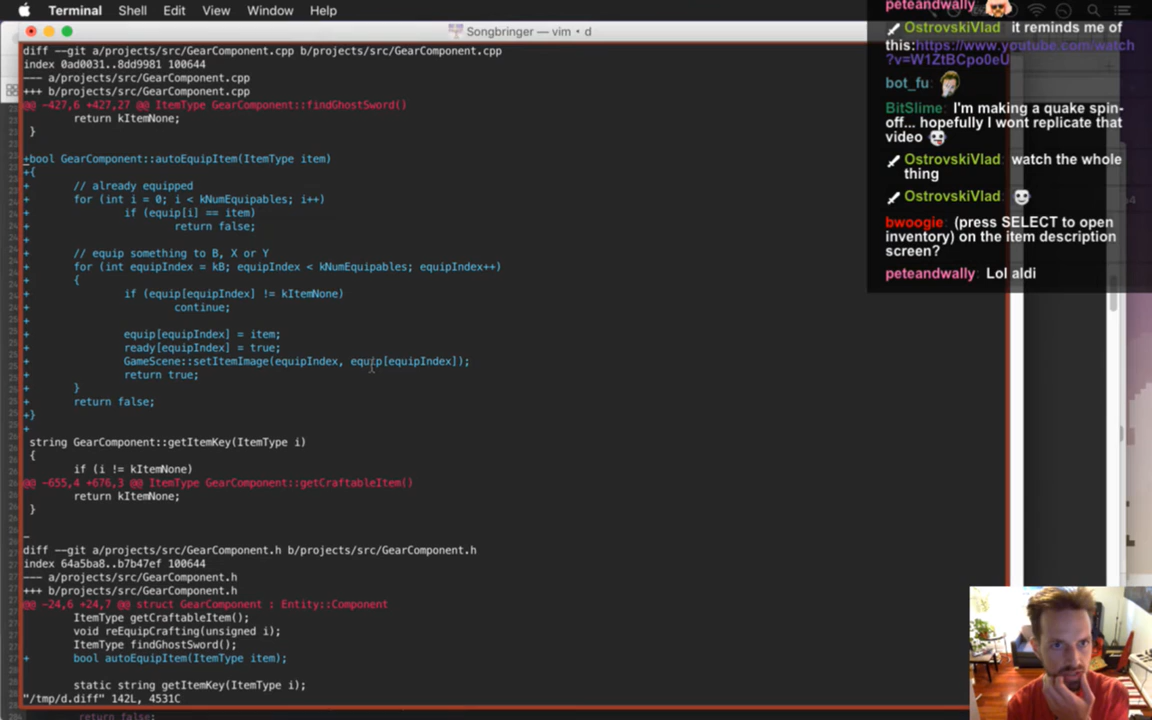 Terminal Shell Edit View Window Help
Songbringer — vim • d
diff --git a/projects/src/GearComponent.cpp b/projects/src/GearComponent.cpp
index 0ad0031..8dd9981 100644
--- a/projects/src/GearComponent.cpp
+++ b/projects/src/GearComponent.cpp
@@ -427,6 +427,27 @@ ItemType GearComponent::findGhostSword()
return kItemNone;
}
+bool GearComponent::autoEquipItem(ItemType item)
+{
+ // already equipped
+ for (int i = 0; i < kNumEquipables; i++)
+ if (equip[i] == item)
+ return false;
+
+ // equip something to B, X or Y
+ for (int equipIndex = kB; equipIndex < kNumEquipables; equipIndex++)
+ {
+ if (equip[equipIndex] != kItemNone)
+ continue;
+
+ equip[equipIndex] = item;
+ ready[equipIndex] = true;
+ GameScene::setItemImage(equipIndex, equip[equipIndex]);
+ return true;
+ }
+ return false;
+}
+
string GearComponent::getItemKey(ItemType i)
{
if (i != kItemNone)
@@ -655,4 +676,3 @@ ItemType GearComponent::getCraftableItem()
return kItemNone;
}
-
diff --git a/projects/src/GearComponent.h b/projects/src/GearComponent.h
index 64a5ba8..b7b47ef 100644
--- a/projects/src/GearComponent.h
+++ b/projects/src/GearComponent.h
@@ -24,6 +24,7 @@ struct GearComponent : Entity::Component
ItemType getCraftableItem();
void reEquipCrafting(unsigned i);
ItemType findGhostSword();
+ bool autoEquipItem(ItemType item);
static string getItemKey(ItemType i);
"/tmp/d.diff" 142L, 4531C
return false;
peteandwally
OstrovskiVlad: it reminds me of
this:https://www.youtube.com/watch
?v=W1ZtBCpo0eU
bot_fu:
BitSlime: I'm making a quake spin-
off... hopefully I wont replicate that
video
OstrovskiVlad: watch the whole
thing
OstrovskiVlad:
bwoogie: (press SELECT to open
inventory) on the item description
screen?
peteandwally: Lol aldi